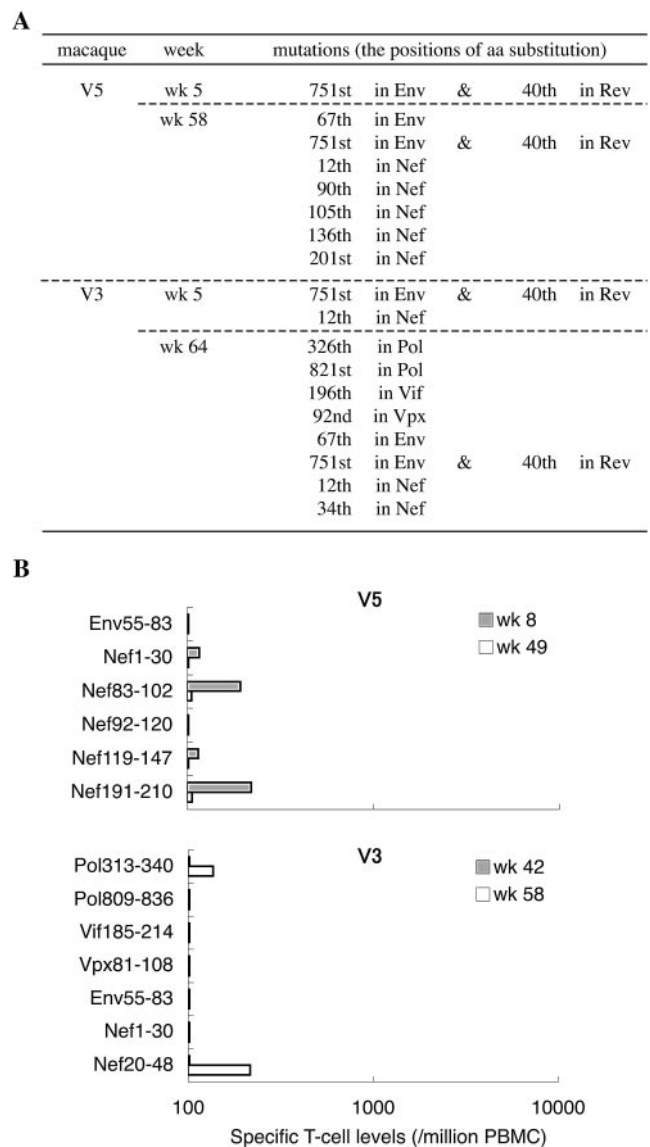 A
macaque week mutations (the positions of aa substitution)
V5 wk 5 751st in Env & 40th in Rev
wk 58 67th in Env
751st in Env & 40th in Rev
12th in Nef
90th in Nef
105th in Nef
136th in Nef
201st in Nef
V3 wk 5 751st in Env & 40th in Rev
12th in Nef
wk 64 326th in Pol
821st in Pol
196th in Vif
92nd in Vpx
67th in Env
751st in Env & 40th in Rev
12th in Nef
34th in Nef
B
V5
Env55-83
Nef1-30
Nef83-102
Nef92-120
Nef119-147
Nef191-210
wk 8
wk 49
V3
Pol313-340
Pol809-836
Vif185-214
Vpx81-108
Env55-83
Nef1-30
Nef20-48
wk 42
wk 58
100 1000 10000
Specific T-cell levels (/million PBMC)